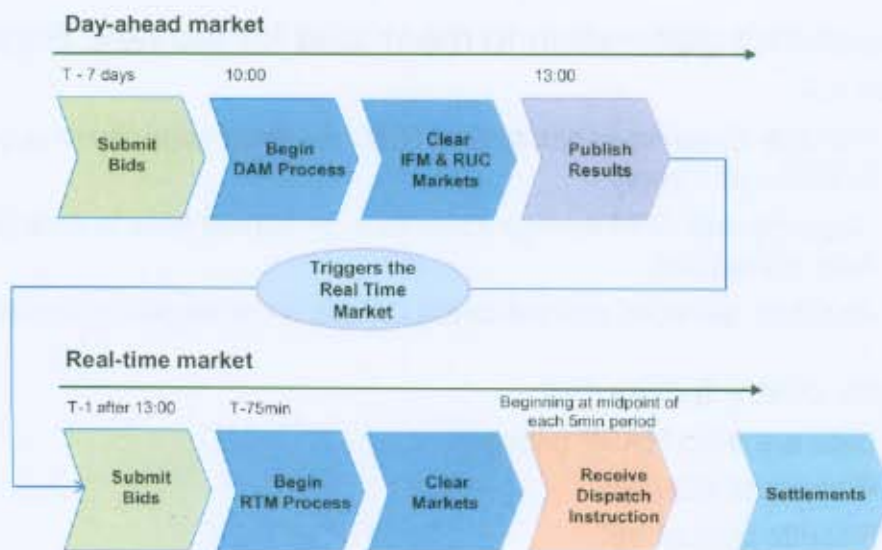 Day-ahead market
T - 7 days
10:00
13:00
Submit
Bids
Begin
DAM Process
Clear
IFM & RUC
Markets
Publish
Results
Triggers the
Real Time
Market
Real-time market
T-1 after 13:00
T-75min
Beginning at midpoint of
each 5min period
Submit
Bids
Begin
RTM Process
Clear
Markets
Receive
Dispatch
Instruction
Settlements